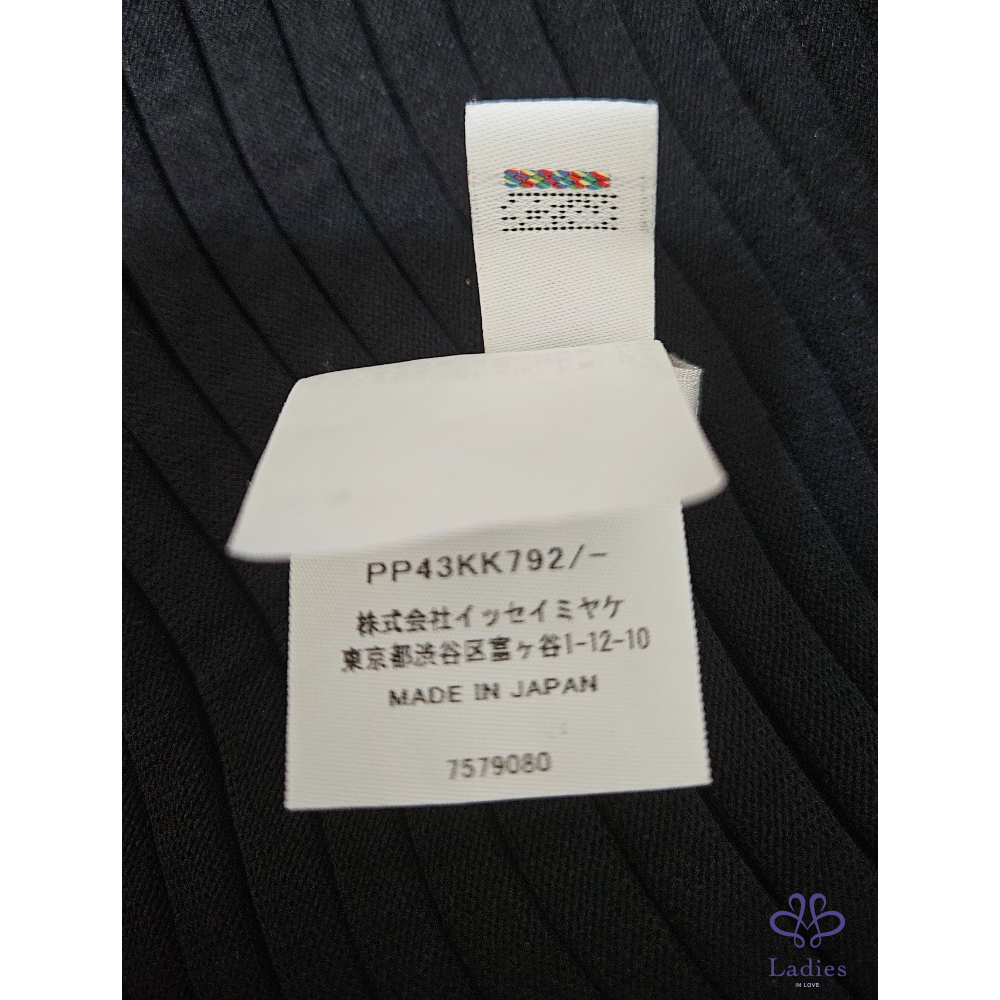 PP43KK792/-
株式会社イッセイミヤケ
東京都渋谷区富ヶ谷1-12-10
MADE IN JAPAN
7579080
Ladies
IN LOVE